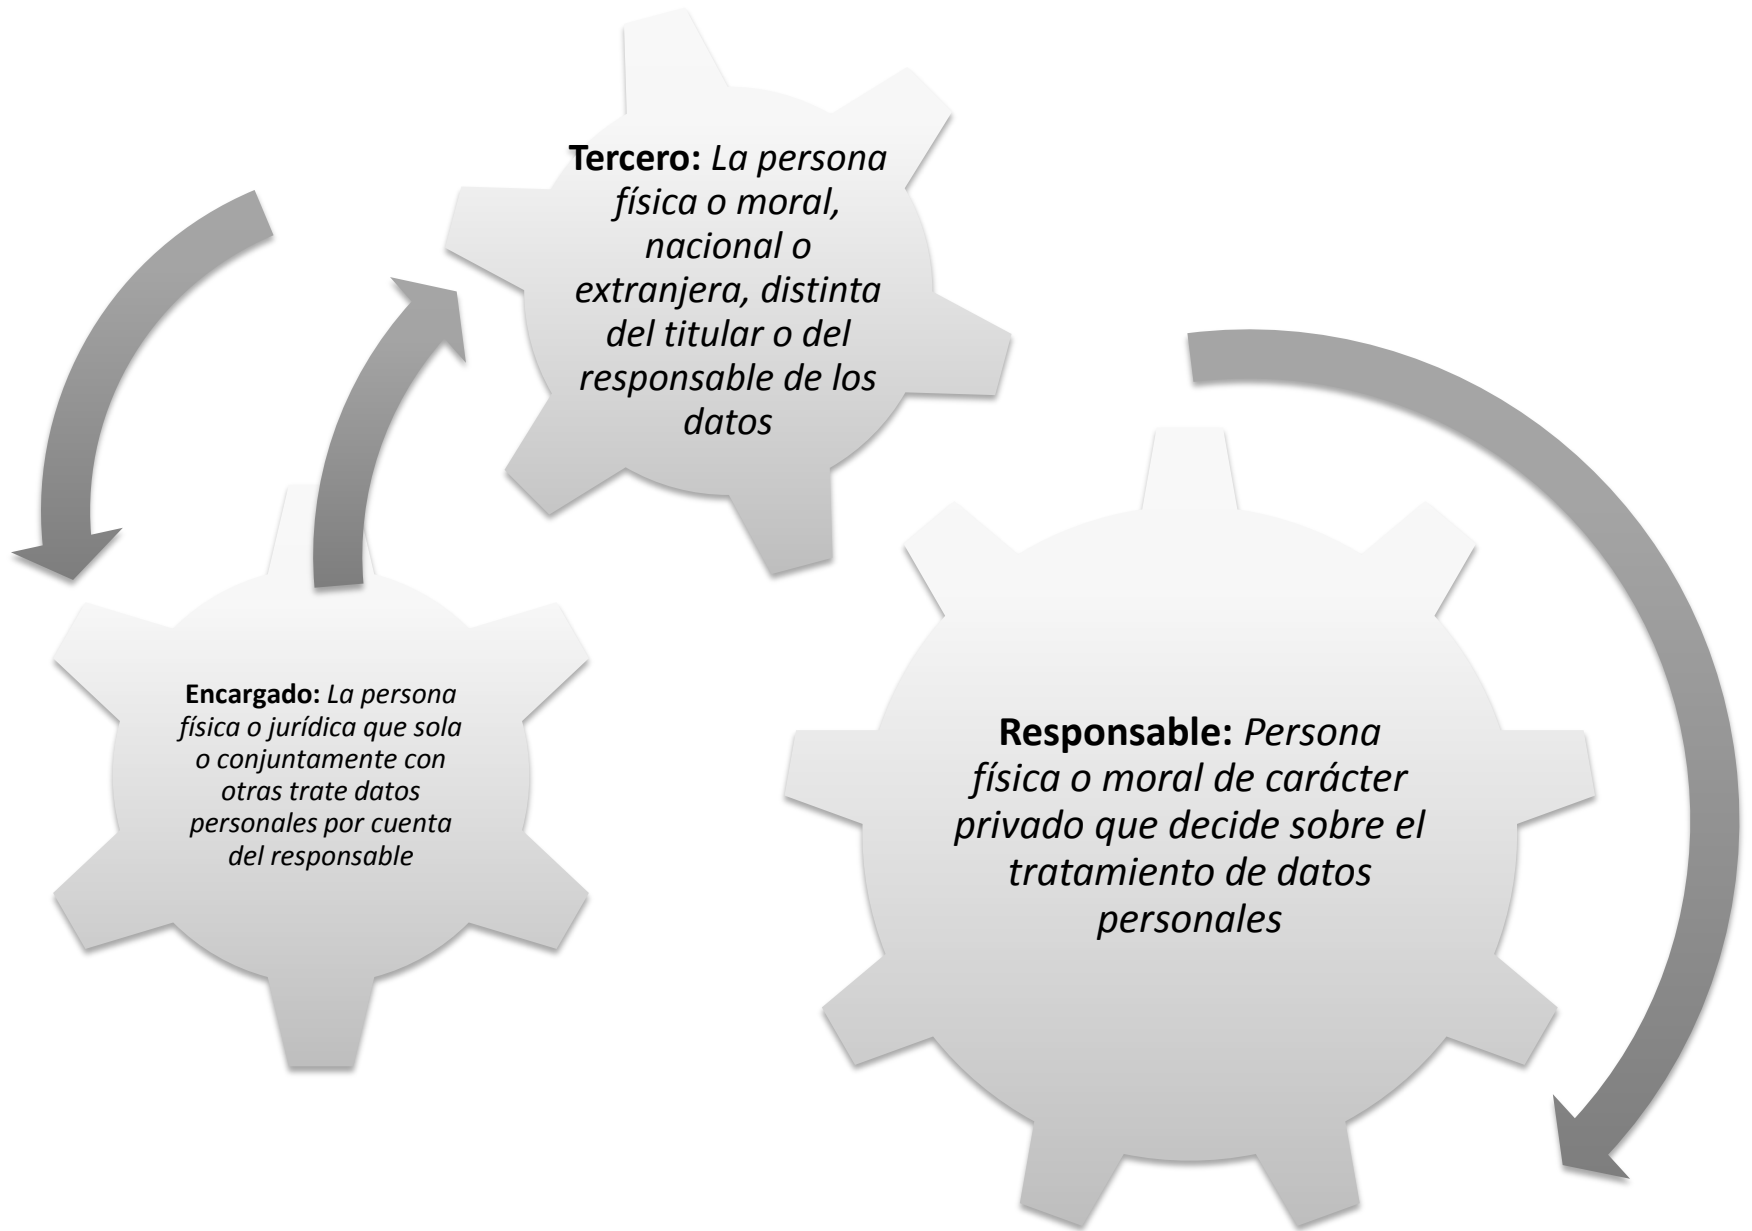 Tercero: La persona
física o moral,
nacional o
extranjera, distinta
del titular o del
responsable de los
datos
Encargado: La persona
física o jurídica que sola
o conjuntamente con
otras trate datos
personales por cuenta
del responsable
Responsable: Persona
física o moral de carácter
privado que decide sobre el
tratamiento de datos
personales